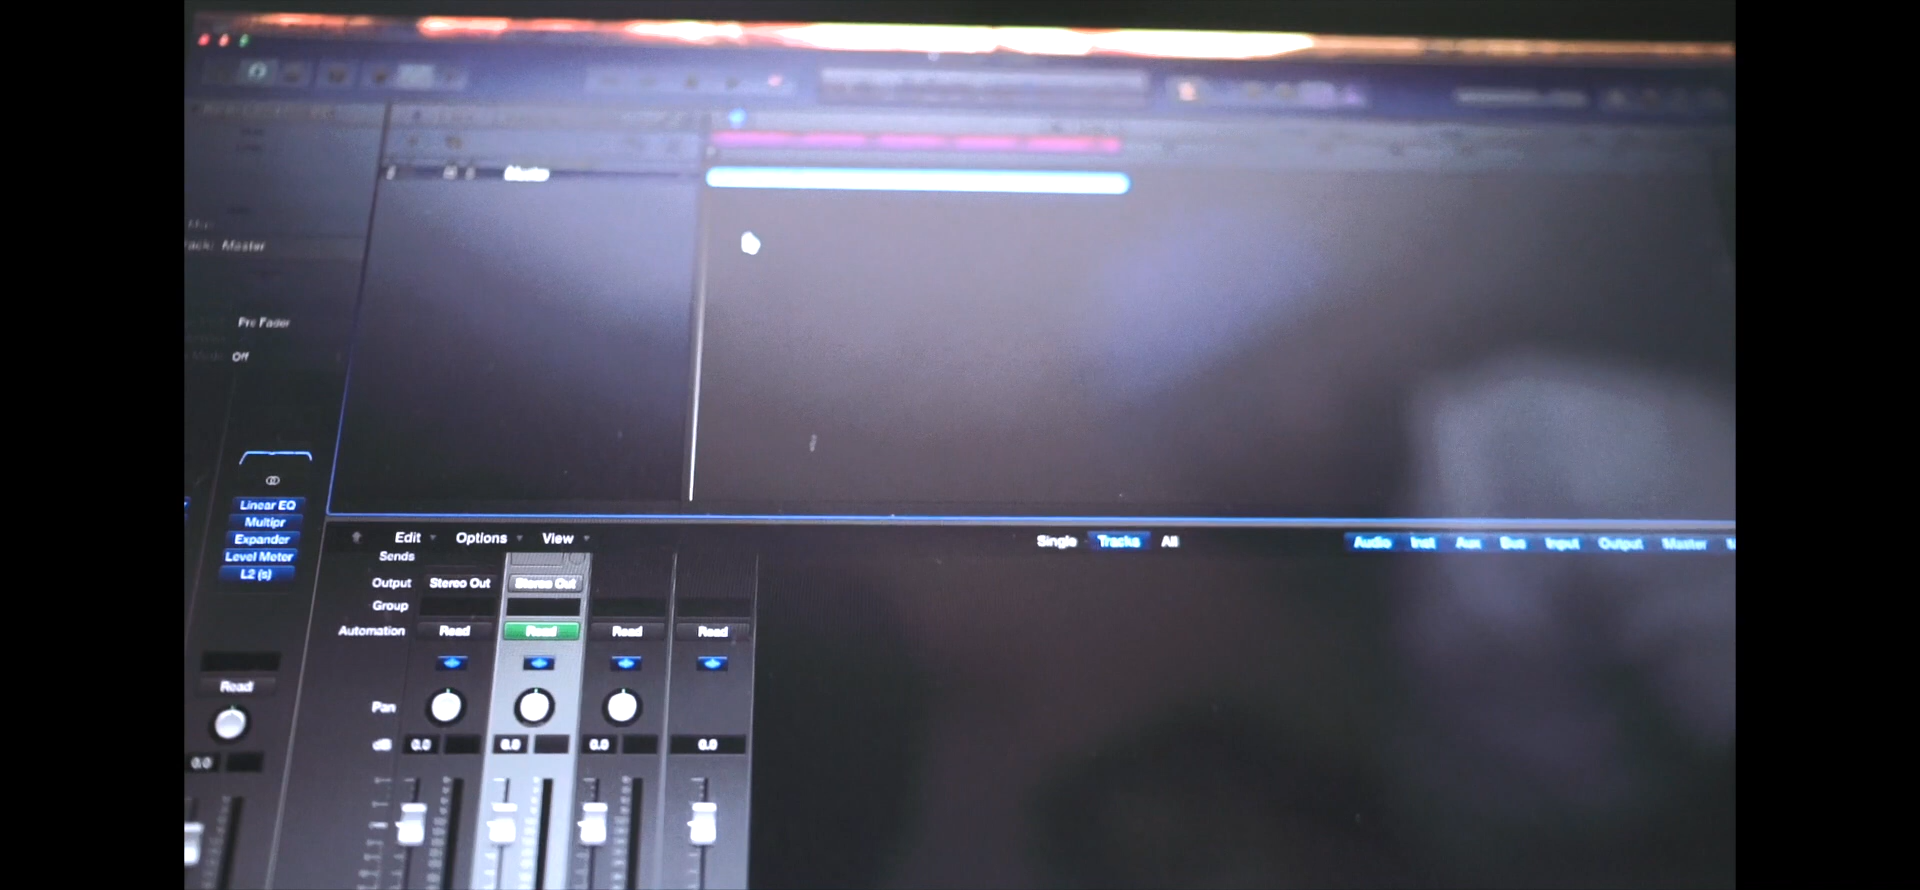 Master
Pre Fader
Off
Linear EQ
Multipr
Expander
Level Meter
L2 (s)
Read
0.0
Edit Options View Single Tracks All Audio Inst Aux Bus Input Output Master
Sends
Output Stereo Out Stereo Out
Group
Automation Read Read Read Read
Pan
dB 0.0 0.0 0.0 0.0